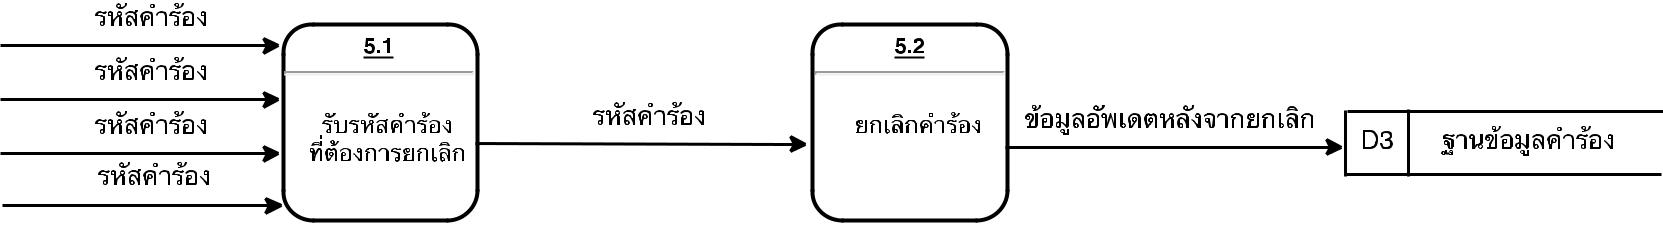 รหัสคำร้อง
รหัสคำร้อง
รหัสคำร้อง
รหัสคำร้อง
5.1
รับรหัสคำร้อง
ที่ต้องการยกเลิก
รหัสคำร้อง
5.2
ยกเลิกคำร้อง
ข้อมูลอัพเดตหลังจากยกเลิก
D3
ฐานข้อมูลคำร้อง